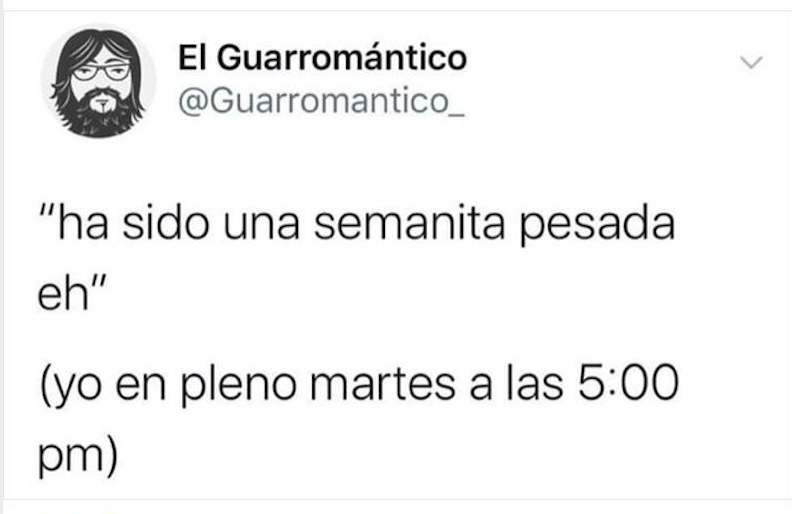 El Guarromántico
@Guarromantico_
"ha sido una semanita pesada
eh"
(yo en pleno martes a las 5:00
pm)